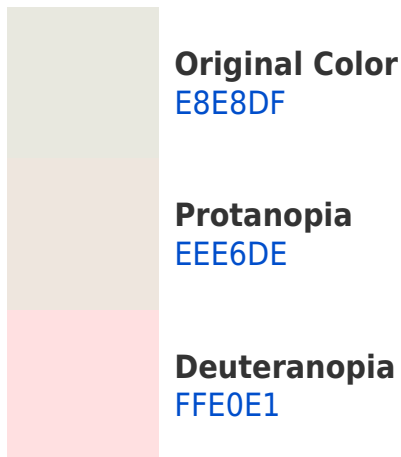 Original Color
E8E8DF
Protanopia
EEE6DE
Deuteranopia
FFE0E1